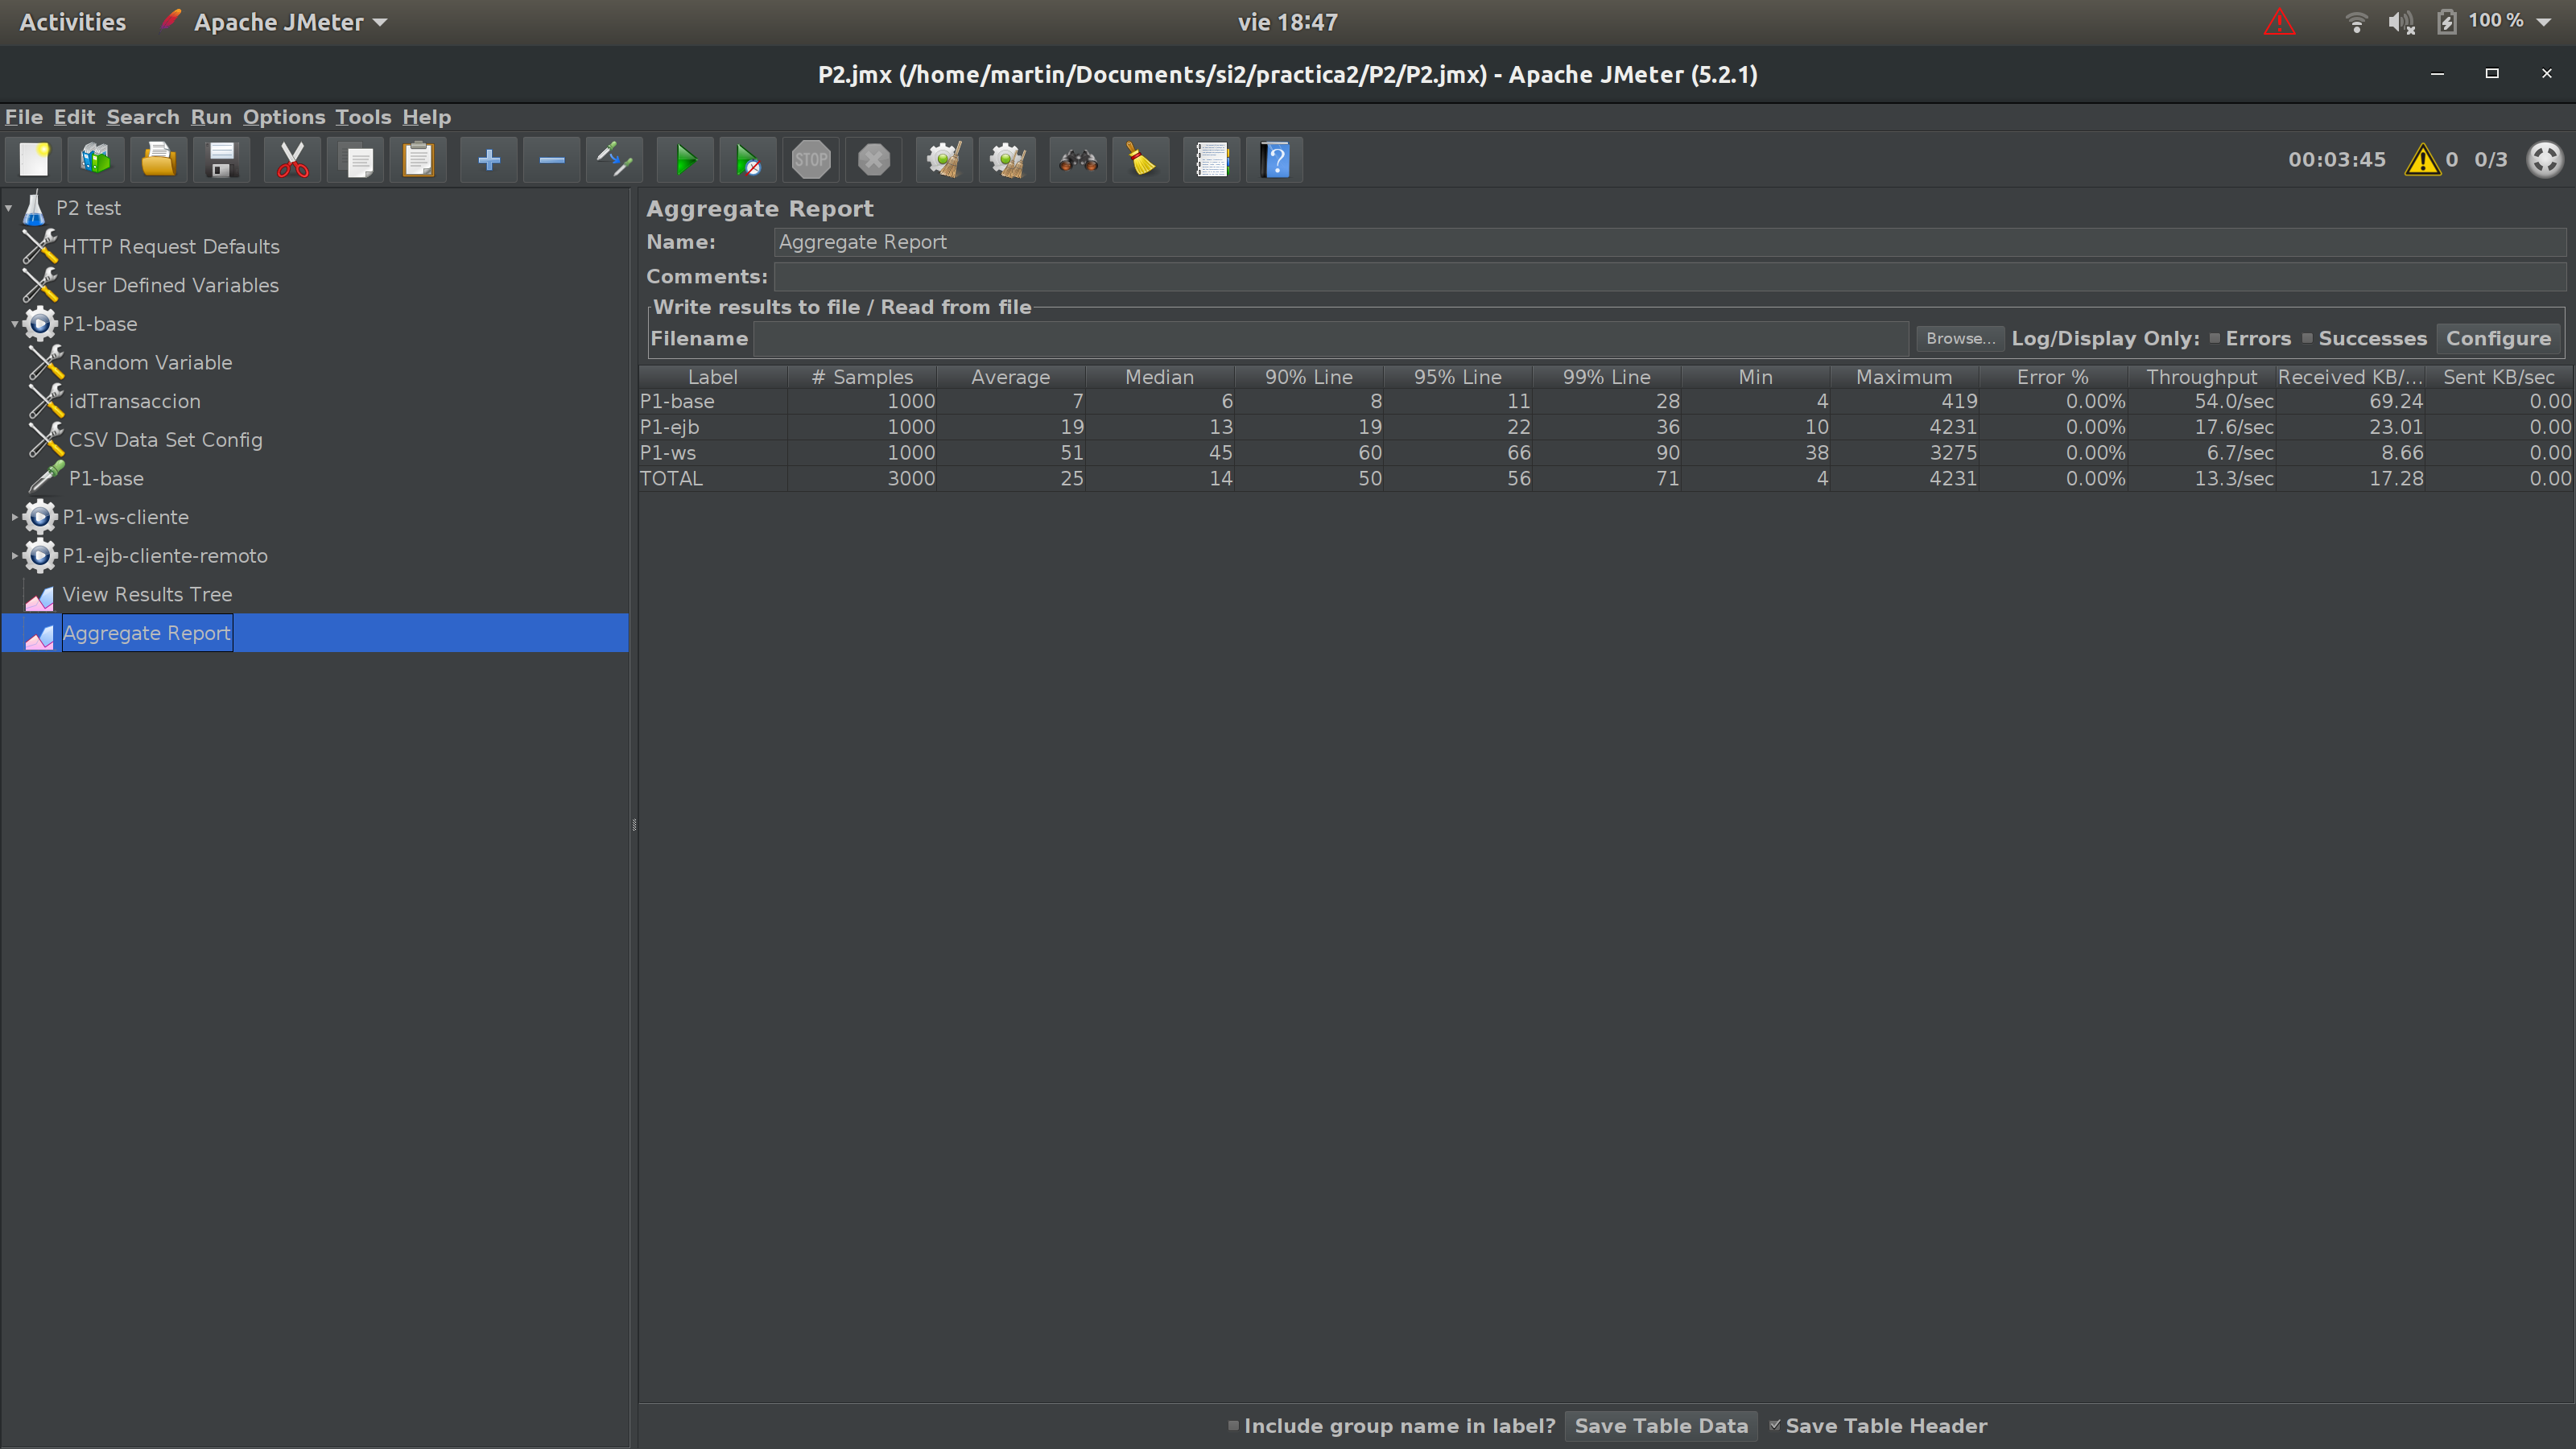 Activities Apache JMeter vie 18:47 100 %
P2.jmx (/home/martin/Documents/si2/practica2/P2/P2.jmx) - Apache JMeter (5.2.1)
File Edit Search Run Options Tools Help
STOP 00:03:45 0 0/3
P2 test
HTTP Request Defaults
User Defined Variables
P1-base
Random Variable
idTransaccion
CSV Data Set Config
P1-base
P1-ws-cliente
P1-ejb-cliente-remoto
View Results Tree
Aggregate Report
Aggregate Report
Name: Aggregate Report
Comments:
Write results to file / Read from file
Filename Browse... Log/Display Only: Errors Successes Configure
Label # Samples Average Median 90% Line 95% Line 99% Line Min Maximum Error % Throughput Received KB/... Sent KB/sec
P1-base 1000 7 6 8 11 28 4 419 0.00% 54.0/sec 69.24 0.00
P1-ejb 1000 19 13 19 22 36 10 4231 0.00% 17.6/sec 23.01 0.00
P1-ws 1000 51 45 60 66 90 38 3275 0.00% 6.7/sec 8.66 0.00
TOTAL 3000 25 14 50 56 71 4 4231 0.00% 13.3/sec 17.28 0.00
Include group name in label? Save Table Data Save Table Header